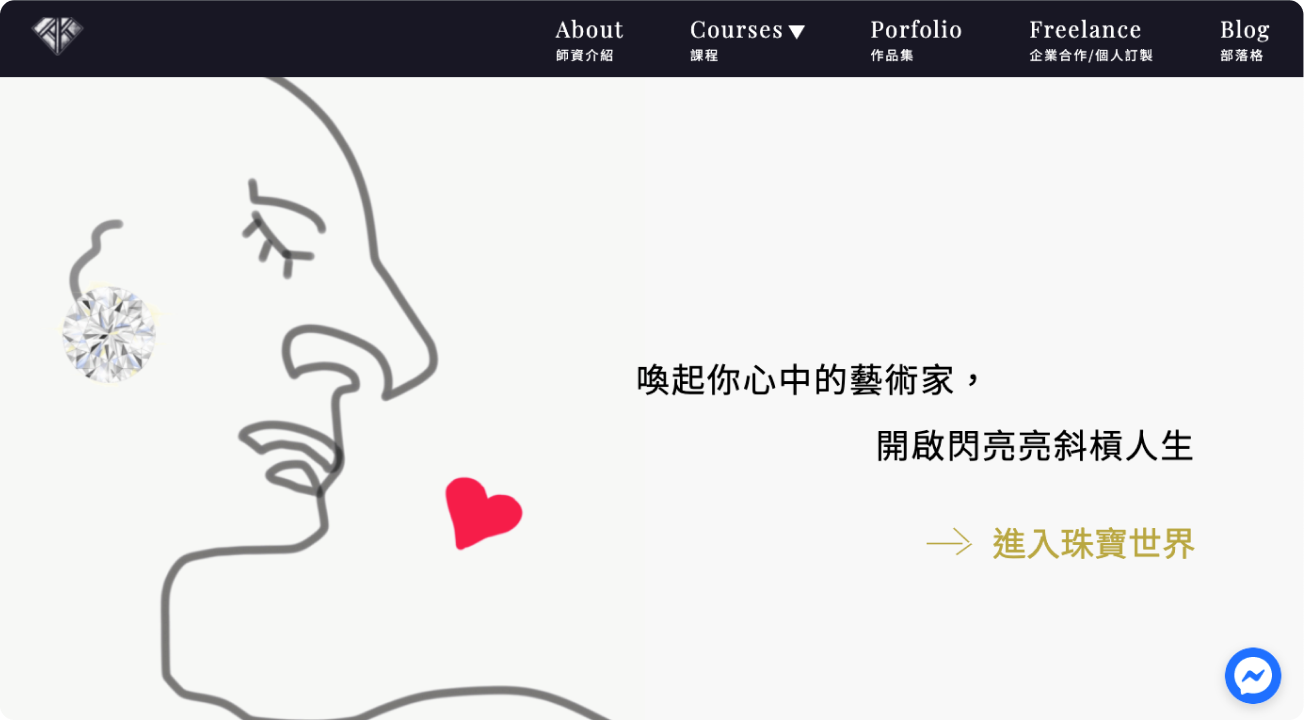 About
師資介紹
Courses ▼
課程
Porfolio
作品集
Freelance
企業合作/個人訂製
Blog
部落格
喚起你心中的藝術家，
開啟閃亮亮斜槓人生
進入珠寶世界